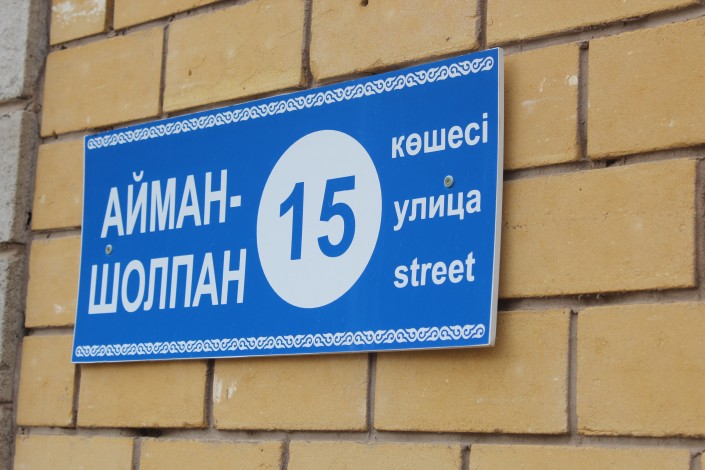 АЙМАН-
ШОЛПАН
15
көшесі
улица
street